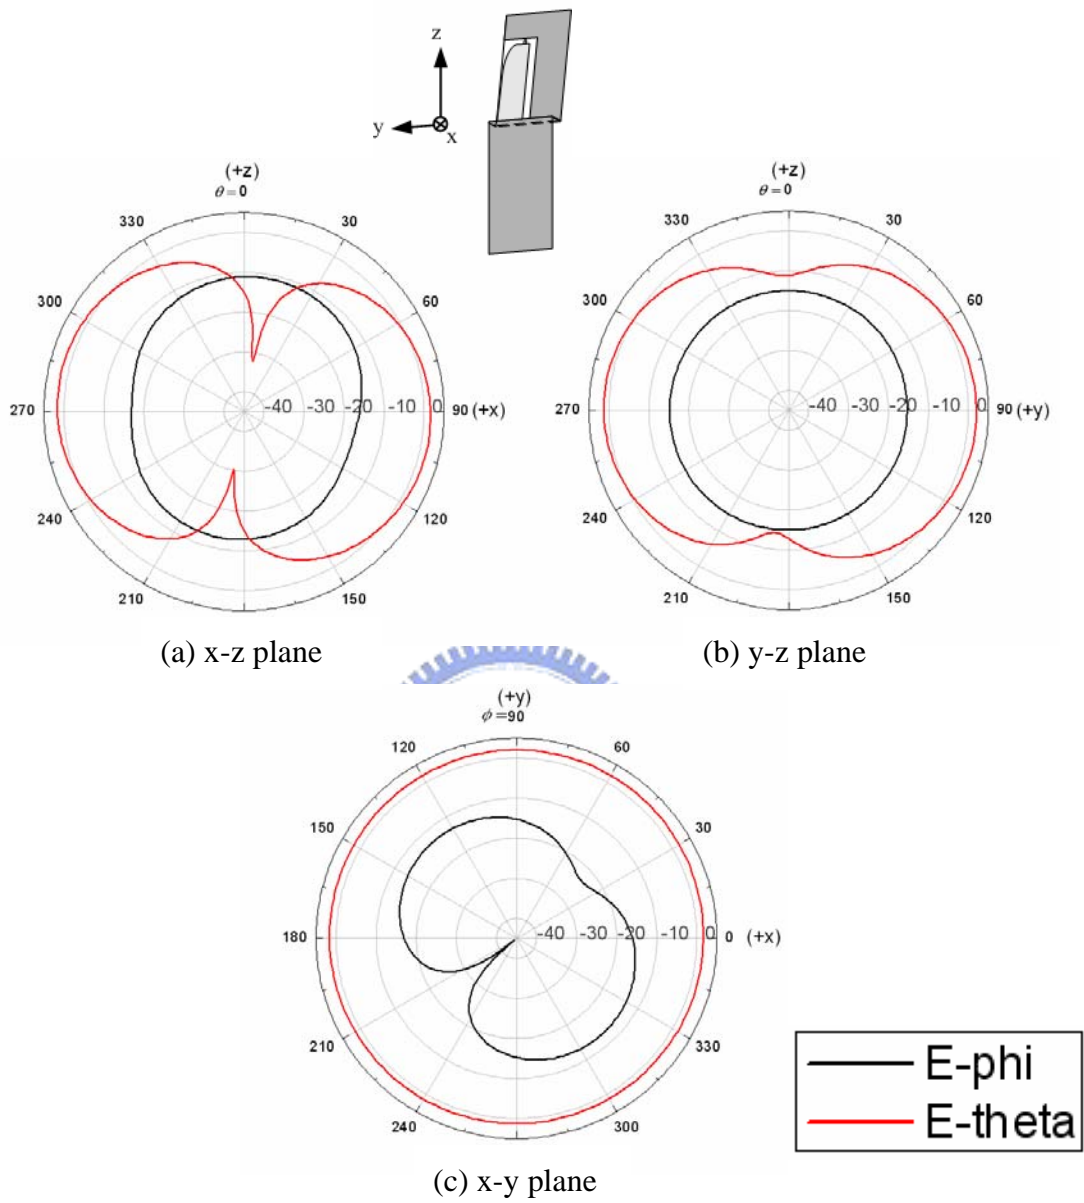 z
y
x
(+z)
θ=0
330
30
300
60
270
-40 -30 -20 -10 0
90 (+x)
240
120
210
150
(a) x-z plane
(+z)
θ=0
330
30
300
60
270
-40 -30 -20 -10 0
90 (+y)
240
120
210
150
(b) y-z plane
(+y)
φ=90
120
60
150
30
180
-40 -30 -20 -10 0
0 (+x)
210
330
240
300
(c) x-y plane
E-phi
E-theta